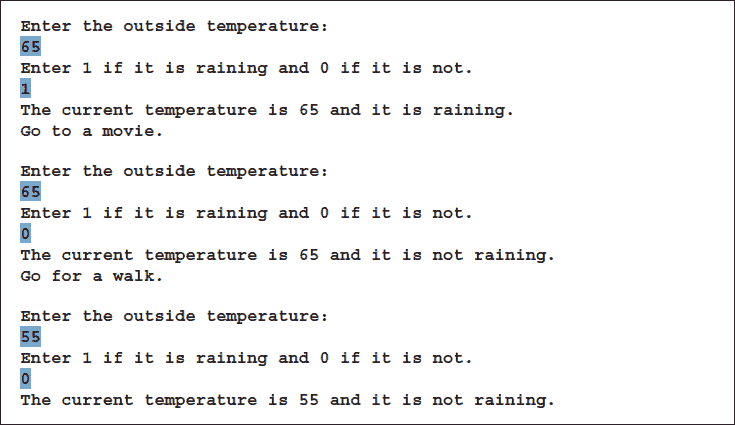 Enter the outside temperature:
65
Enter 1 if it is raining and 0 if it is not.
1
The current temperature is 65 and it is raining.
Go to a movie.
Enter the outside temperature:
65
Enter 1 if it is raining and 0 if it is not.
0
The current temperature is 65 and it is not raining.
Go for a walk.
Enter the outside temperature:
55
Enter 1 if it is raining and 0 if it is not.
0
The current temperature is 55 and it is not raining.